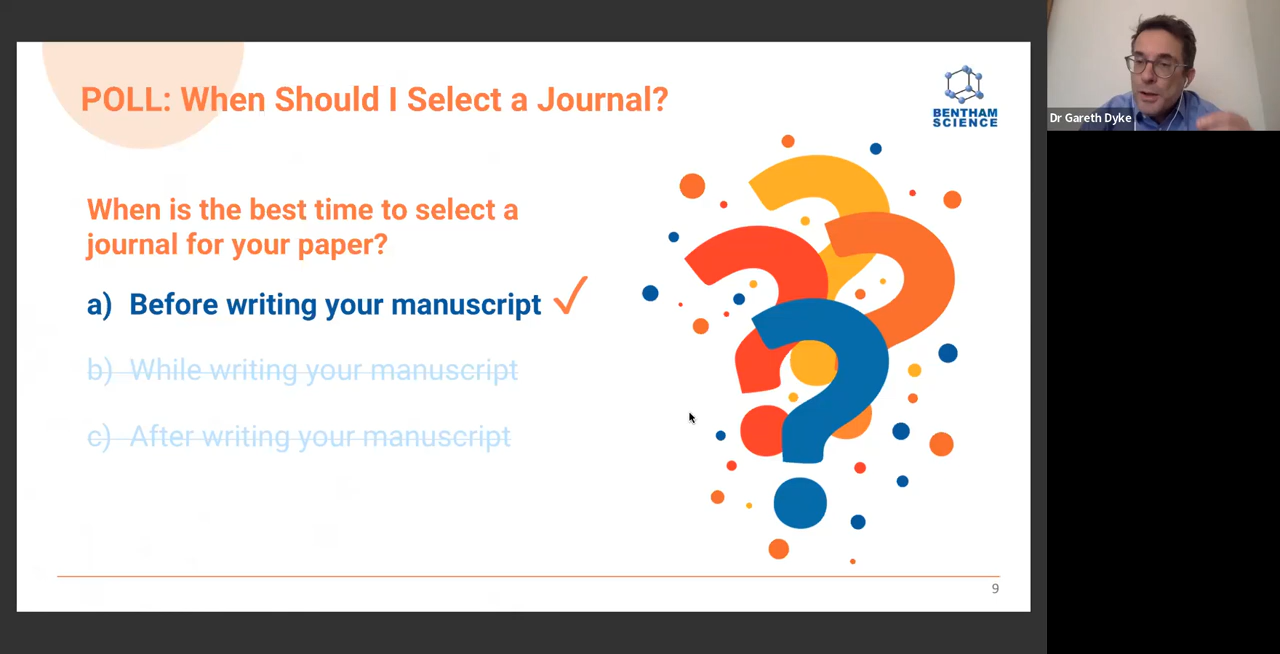 POLL: When Should I Select a Journal?
BENTHAM
SCIENCE
Dr Gareth Dyke
When is the best time to select a
journal for your paper?
a) Before writing your manuscript
b) While writing your manuscript
c) After writing your manuscript
9